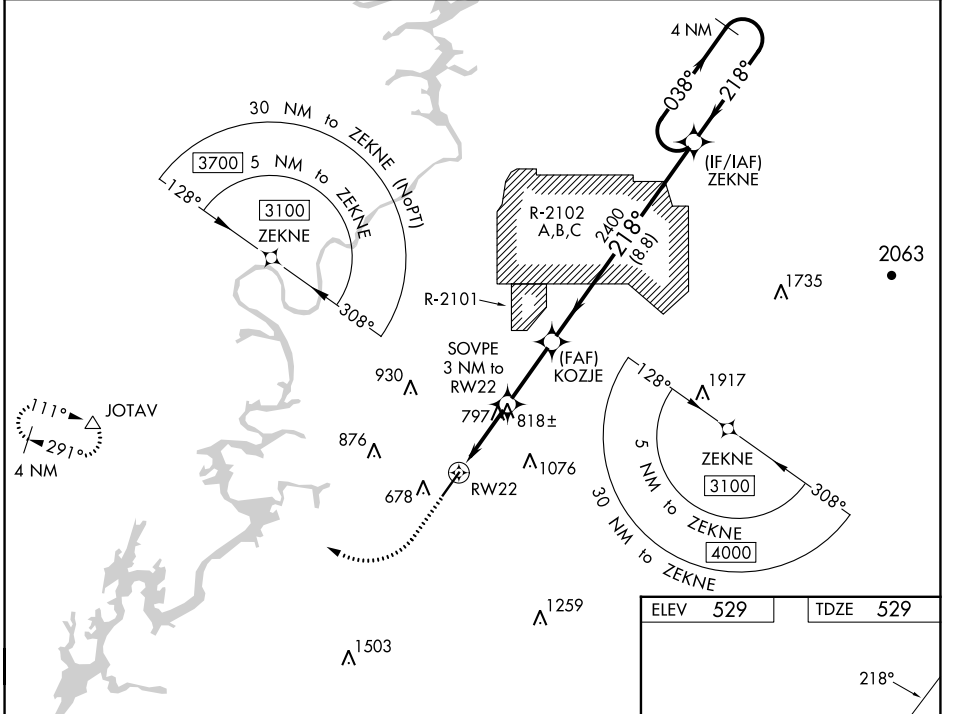 4 NM
038°
218°
(IF/IAF)
ZEKNE
30 NM to ZEKNE (NoPT)
3700
5 NM to ZEKNE
128°
3100
ZEKNE
308°
R-2102
A,B,C
2400
218°
(8.8)
2063
1735
R-2101
SOVPE
3 NM to
RW22
(FAF)
KOZJE
930
797
818±
1917
128°
ZEKNE
3100
308°
5 NM to ZEKNE
4000
30 NM to ZEKNE
111°
JOTAV
291°
4 NM
876
1076
678
RW22
1259
1503
ELEV 529
TDZE 529
218°